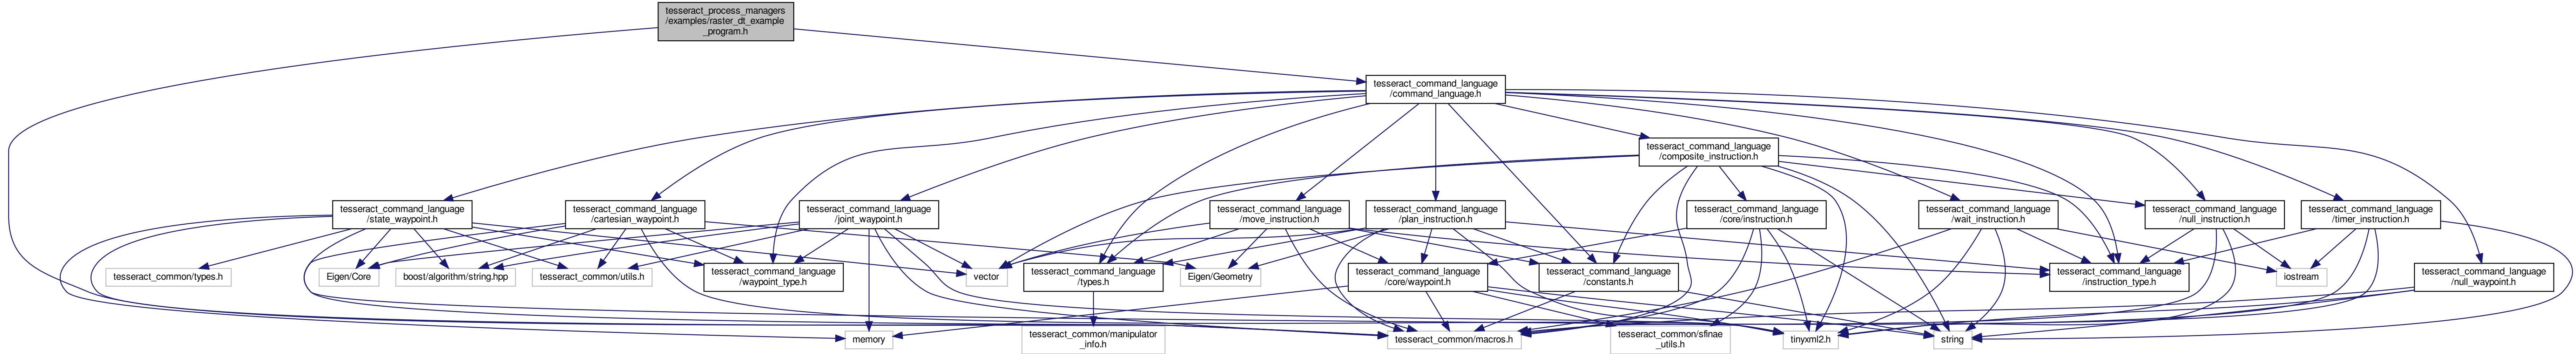 tesseract_process_managers
/examples/raster_dt_example
_program.h
tesseract_command_language
/command_language.h
tesseract_command_language
/composite_instruction.h
tesseract_command_language
/state_waypoint.h
tesseract_command_language
/cartesian_waypoint.h
tesseract_command_language
/joint_waypoint.h
tesseract_command_language
/move_instruction.h
tesseract_command_language
/plan_instruction.h
tesseract_command_language
/core/instruction.h
tesseract_command_language
/wait_instruction.h
tesseract_command_language
/null_instruction.h
tesseract_command_language
/timer_instruction.h
tesseract_common/types.h
Eigen/Core
boost/algorithm/string.hpp
tesseract_common/utils.h
tesseract_command_language
/waypoint_type.h
vector
tesseract_command_language
/types.h
Eigen/Geometry
tesseract_command_language
/core/waypoint.h
tesseract_command_language
/constants.h
tesseract_command_language
/instruction_type.h
iostream
tesseract_command_language
/null_waypoint.h
memory
tesseract_common/manipulator
_info.h
tesseract_common/macros.h
tesseract_common/sfinae
_utils.h
tinyxml2.h
string